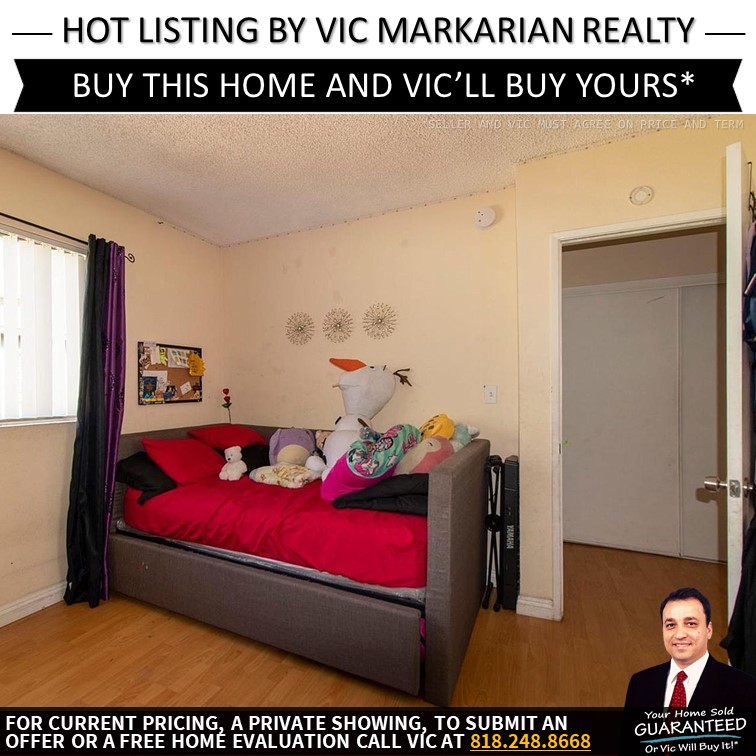 HOT LISTING BY VIC MARKARIAN REALTY
BUY THIS HOME AND VIC’LL BUY YOURS*
*SELLER AND VIC MUST AGREE ON PRICE AND TERM
YAMAHA
Your Home Sold
GUARANTEED
Or Vic Will Buy It!
FOR CURRENT PRICING, A PRIVATE SHOWING, TO SUBMIT AN
OFFER OR A FREE HOME EVALUATION CALL VIC AT 818.248.8668